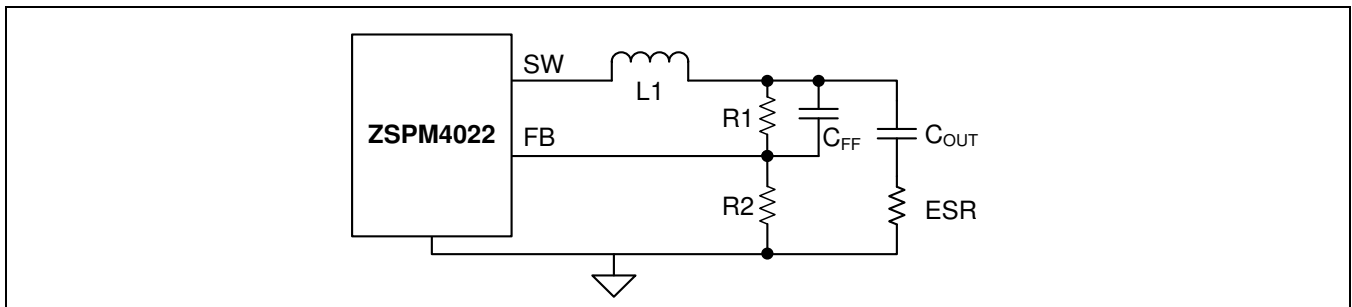 SW
L1
R1
C_FF
C_OUT
ZSPM4022
FB
R2
ESR